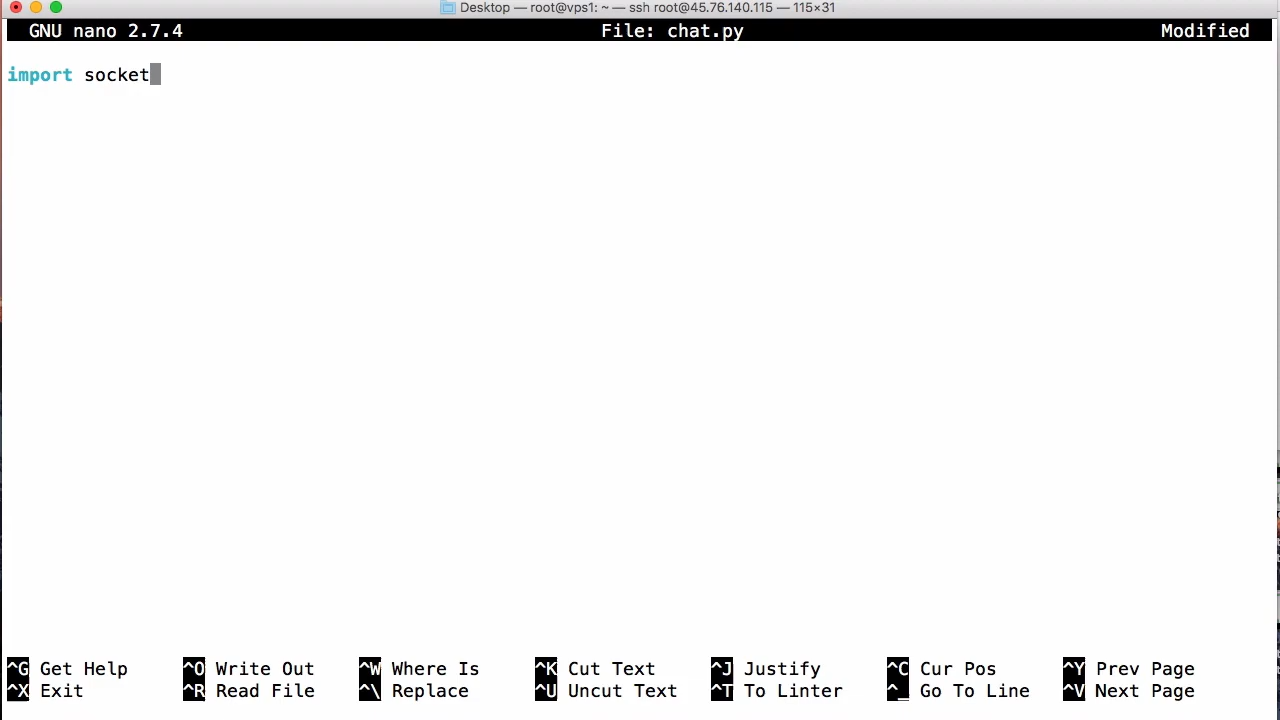 Desktop — root@vps1: ~ — ssh root@45.76.140.115 — 115×31
GNU nano 2.7.4 File: chat.py Modified
import socket
^G Get Help ^O Write Out ^W Where Is ^K Cut Text ^J Justify ^C Cur Pos ^Y Prev Page
^X Exit ^R Read File ^\ Replace ^U Uncut Text ^T To Linter ^_ Go To Line ^V Next Page